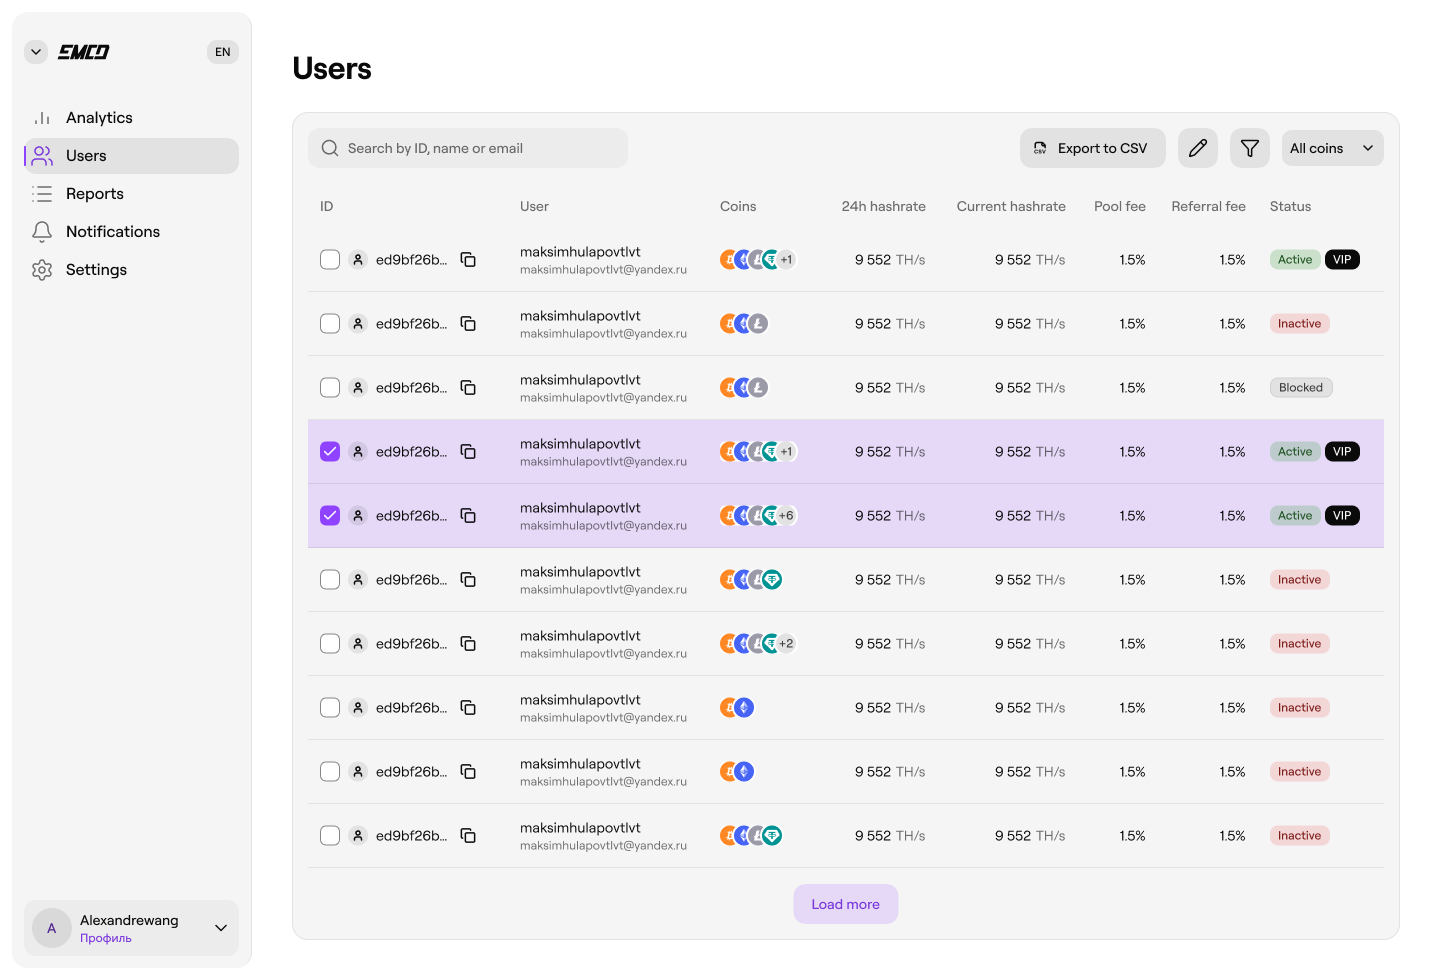 SMCD
EN
Analytics
Users
Reports
Notifications
Settings
Alexandrewang
A
Профиль
Users
Search by ID, name or email
CSV
Export to CSV
All coins
ID User Coins 24h hashrate Current hashrate Pool fee Referral fee Status
maksimhulapovtlvt
ed9bf26b... +1 9 552 TH/s 9 552 TH/s 1.5% 1.5% Active VIP
maksimhulapovtlvt@yandex.ru
maksimhulapovtlvt
ed9bf26b... 9 552 TH/s 9 552 TH/s 1.5% 1.5% Inactive
maksimhulapovtlvt@yandex.ru
maksimhulapovtlvt
ed9bf26b... 9 552 TH/s 9 552 TH/s 1.5% 1.5% Blocked
maksimhulapovtlvt@yandex.ru
maksimhulapovtlvt
ed9bf26b... +1 9 552 TH/s 9 552 TH/s 1.5% 1.5% Active VIP
maksimhulapovtlvt@yandex.ru
maksimhulapovtlvt
ed9bf26b... +6 9 552 TH/s 9 552 TH/s 1.5% 1.5% Active VIP
maksimhulapovtlvt@yandex.ru
maksimhulapovtlvt
ed9bf26b... 9 552 TH/s 9 552 TH/s 1.5% 1.5% Inactive
maksimhulapovtlvt@yandex.ru
maksimhulapovtlvt
ed9bf26b... +2 9 552 TH/s 9 552 TH/s 1.5% 1.5% Inactive
maksimhulapovtlvt@yandex.ru
maksimhulapovtlvt
ed9bf26b... 9 552 TH/s 9 552 TH/s 1.5% 1.5% Inactive
maksimhulapovtlvt@yandex.ru
maksimhulapovtlvt
ed9bf26b... 9 552 TH/s 9 552 TH/s 1.5% 1.5% Inactive
maksimhulapovtlvt@yandex.ru
maksimhulapovtlvt
ed9bf26b... 9 552 TH/s 9 552 TH/s 1.5% 1.5% Inactive
maksimhulapovtlvt@yandex.ru
Load more